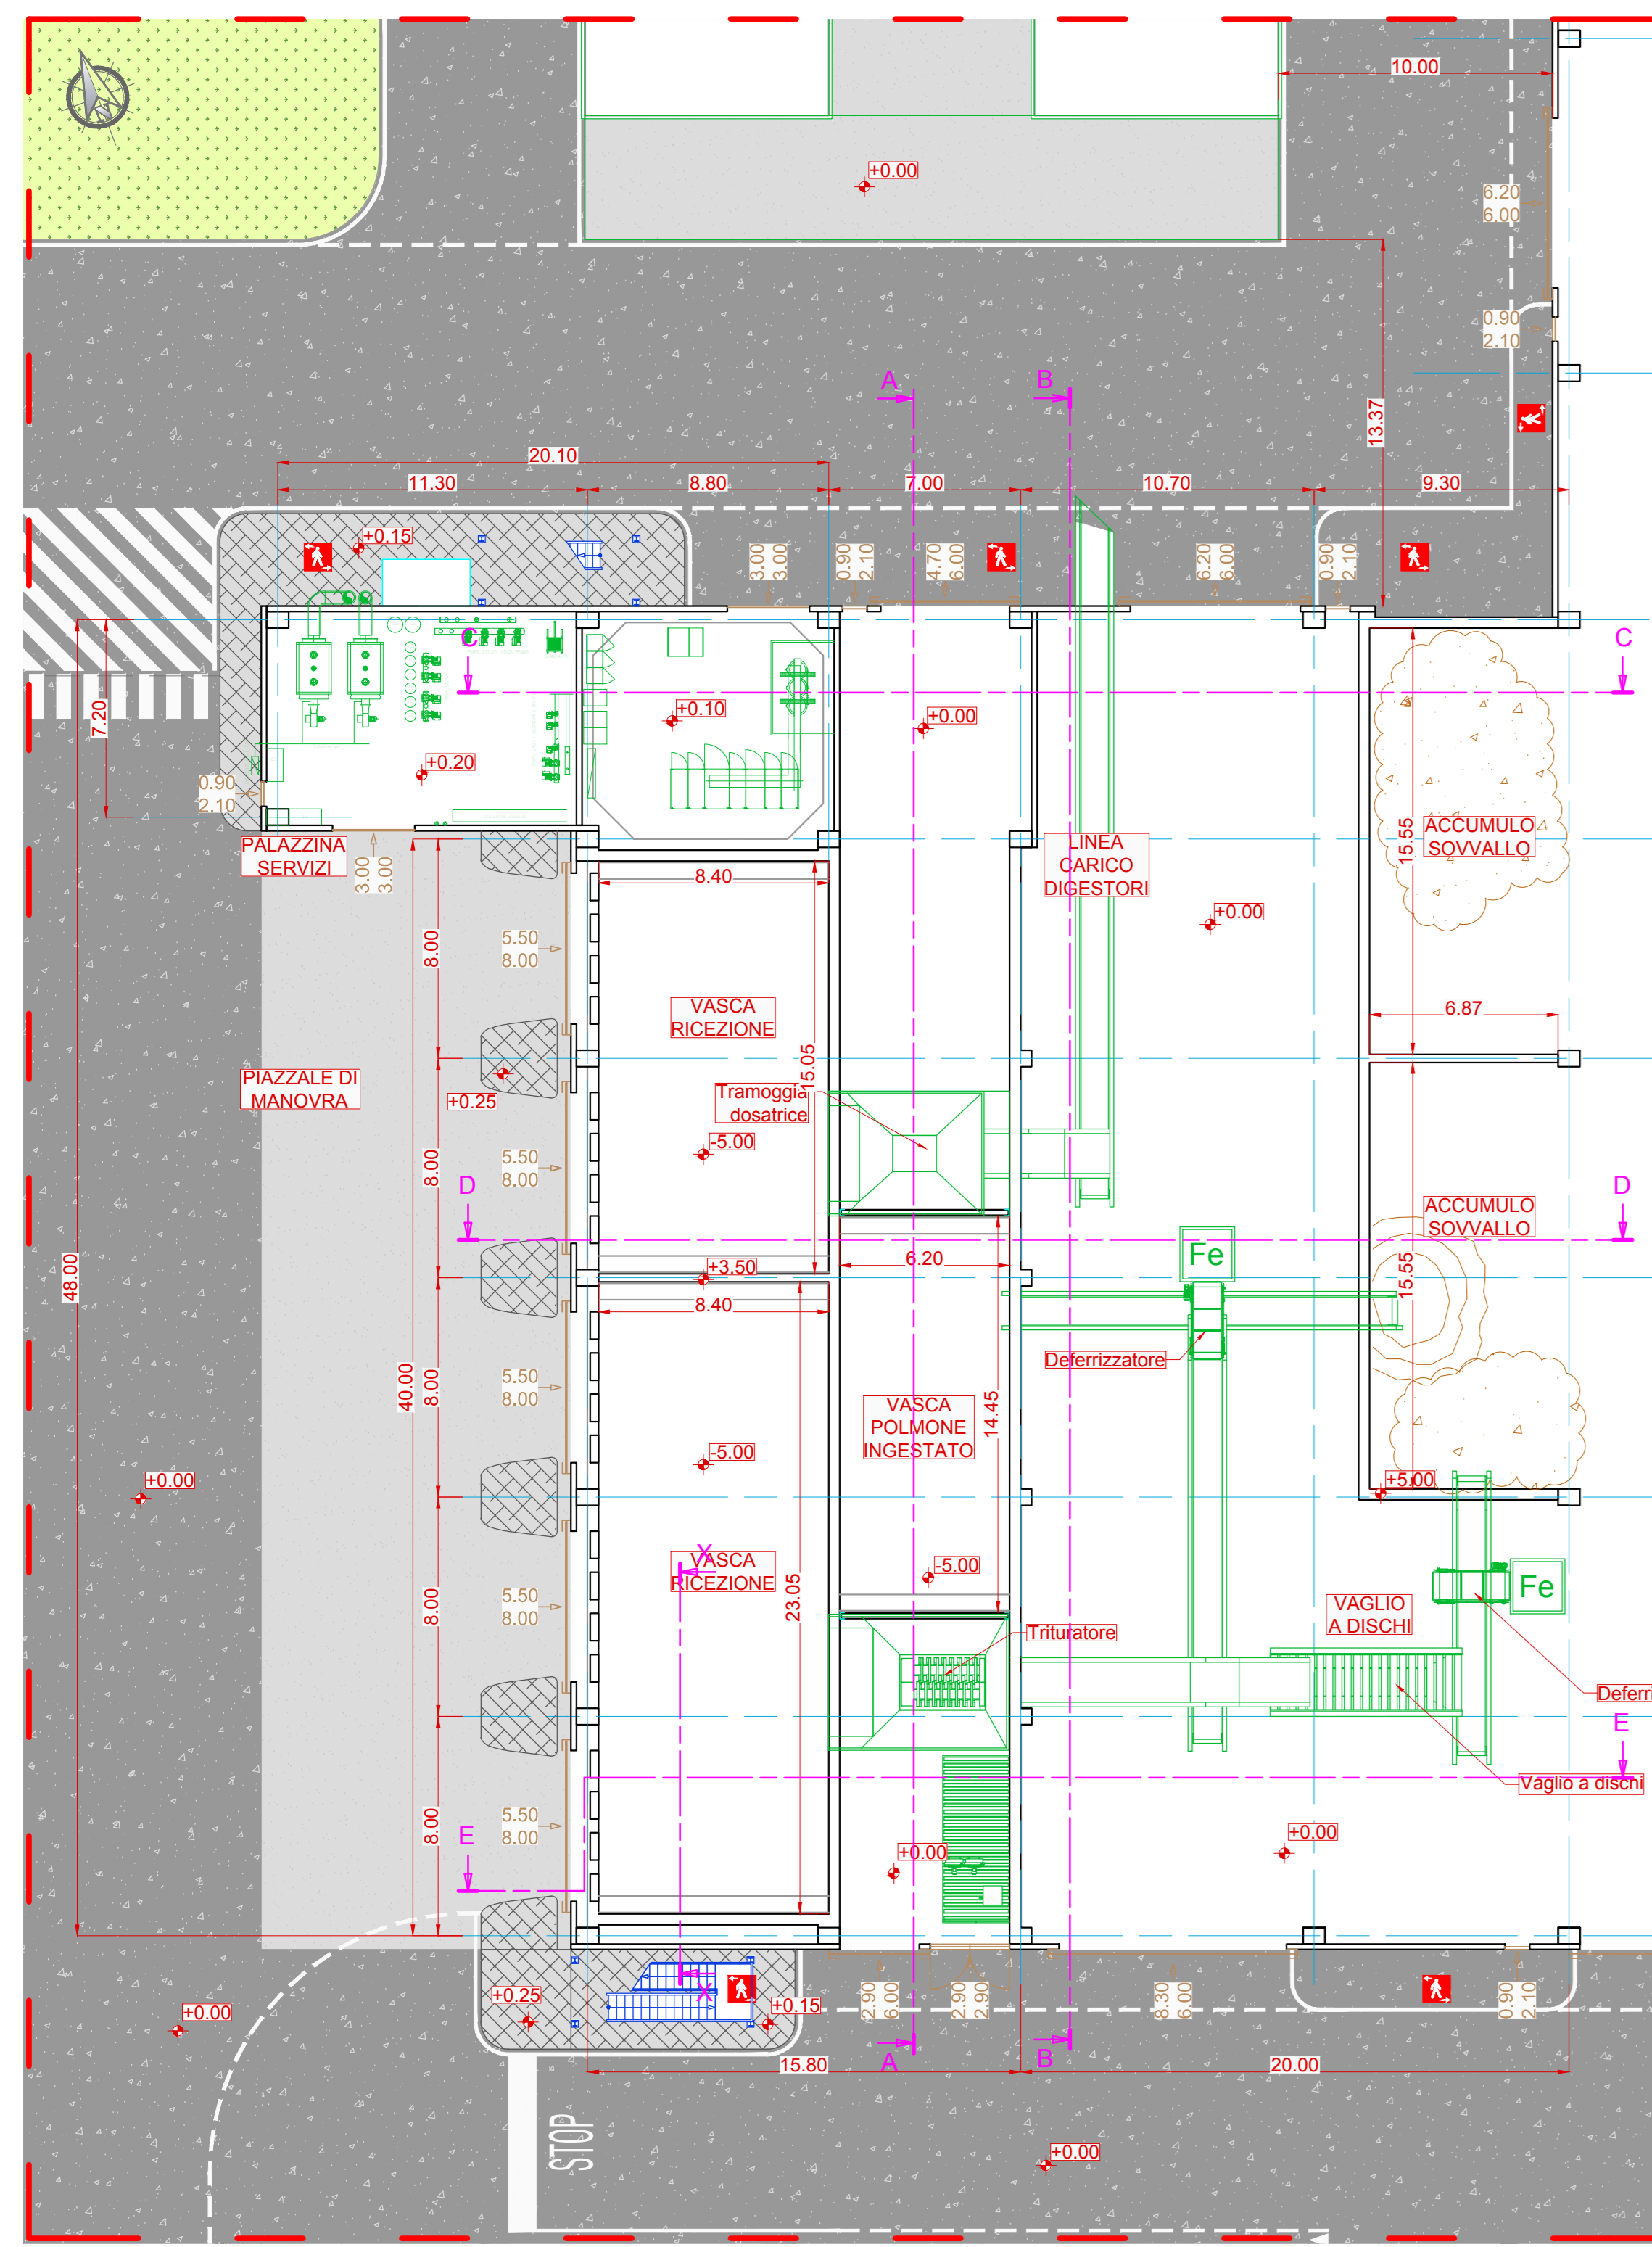 10.00
+0.00
6.20
6.00
0.90
2.10
13.37
A
B
20.10
11.30
8.80
7.00
10.70
9.30
+0.15
3.90
3.00
0.90
2.10
4.70
6.00
6.20
6.00
0.90
2.10
C
C
7.20
+0.10
+0.00
+0.20
0.90
2.10
PALAZZINA
SERVIZI
3.00
3.00
LINEA
CARICO
DIGESTORI
ACCUMULO
SOVVALLO
15.55
8.40
+0.00
8.00
5.50
8.00
VASCA
RICEZIONE
6.87
15.05
PIAZZALE DI
MANOVRA
+0.25
Tramoggia
dosatrice
-5.00
8.00
5.50
8.00
D
D
ACCUMULO
SOVVALLO
15.55
48.00
+3.50
6.20
Fe
8.40
Deferrizzatore
40.00
8.00
5.50
8.00
VASCA
POLMONE
INGESTATO
14.45
-5.00
+5.00
+0.00
X
VASCA
RICEZIONE
-5.00
23.05
8.00
5.50
8.00
Fe
VAGLIO
A DISCHI
Trituratore
Deferr
E
Vaglio a dischi
8.00
5.50
8.00
E
+0.00
+0.00
X
+0.25
+0.15
+0.00
2.90
6.00
2.90
2.90
8.30
6.00
0.90
2.10
A
B
15.80
20.00
STOP
+0.00